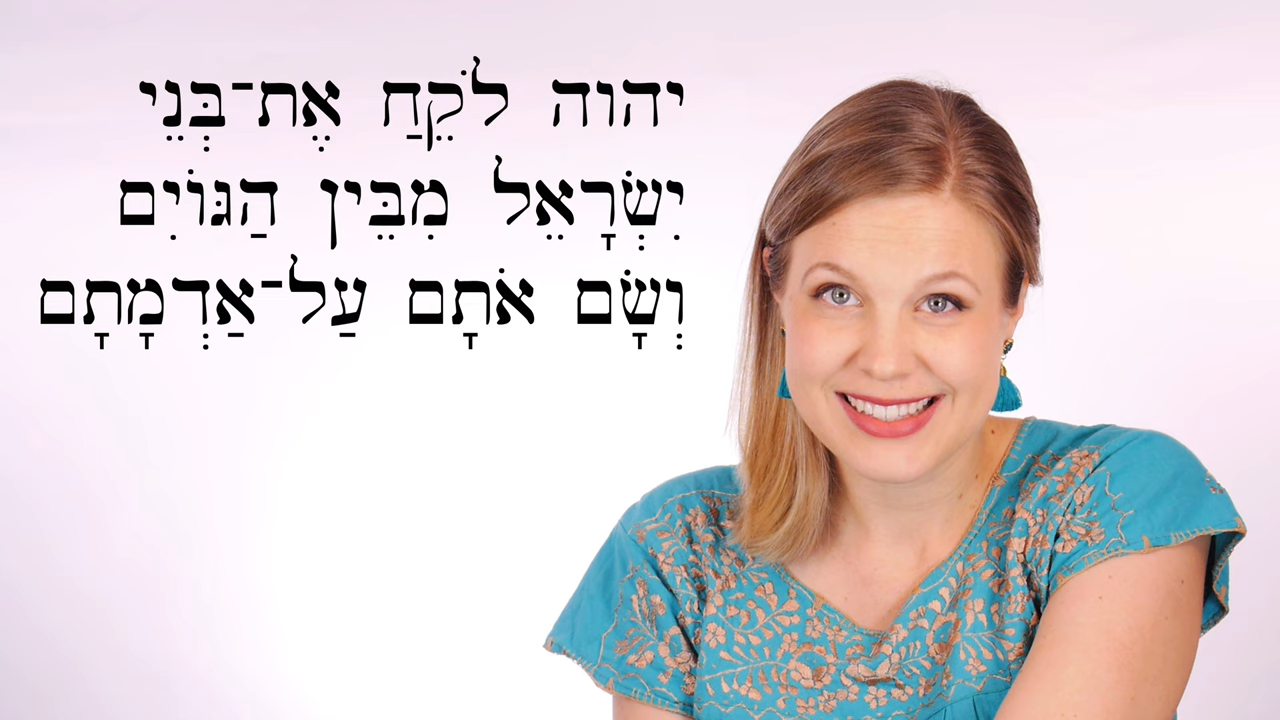 יהוה לֹקֵחַ אֶת־בְּנֵי
יִשְׂרָאֵל מִבֵּין הַגּוֹיִם
וְשָׂם אֹתָם עַל־אַדְמָתָם